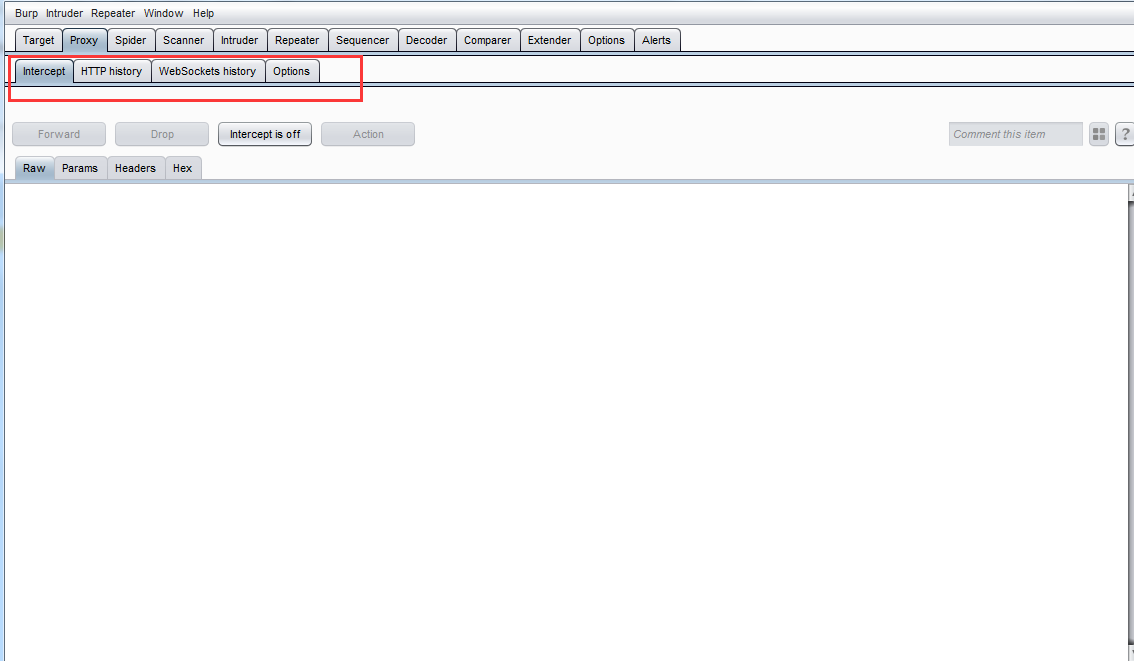 Burp Intruder Repeater Window Help
Target Proxy Spider Scanner Intruder Repeater Sequencer Decoder Comparer Extender Options Alerts
Intercept HTTP history WebSockets history Options
Forward Drop Intercept is off Action Comment this item ?
Raw Params Headers Hex